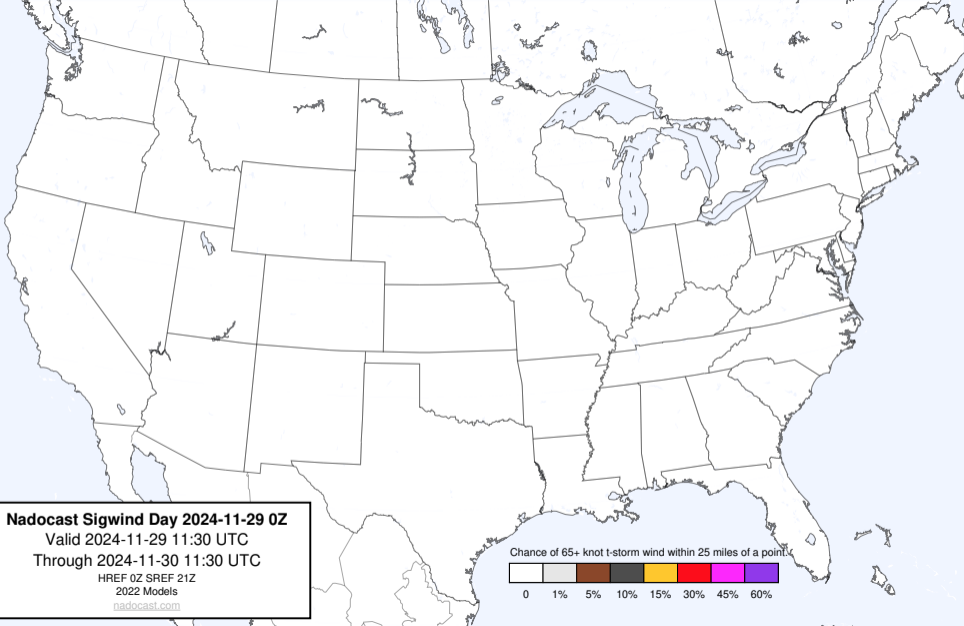 Nadocast Sigwind Day 2024-11-29 0Z
Valid 2024-11-29 11:30 UTC
Through 2024-11-30 11:30 UTC
HREF 0Z SREF 21Z
2022 Models
nadocast.com
Chance of 65+ knot t-storm wind within 25 miles of a point.
0 1% 5% 10% 15% 30% 45% 60%